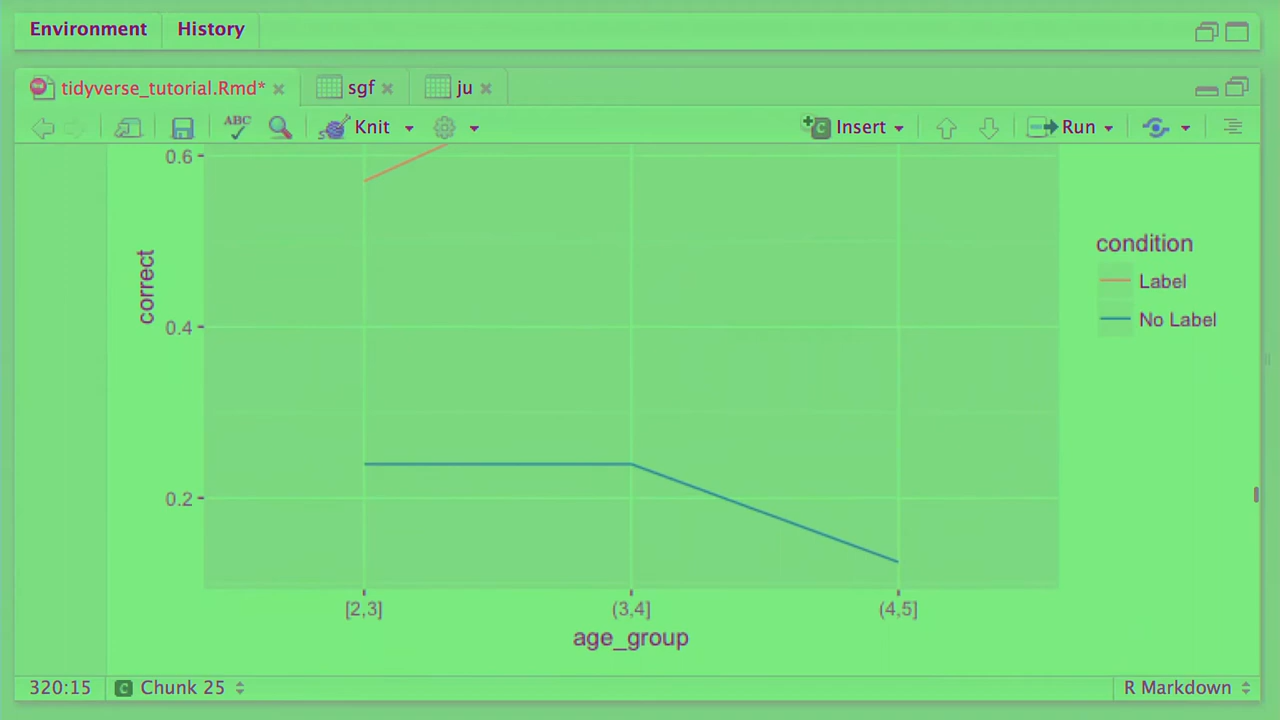 Environment History
tidyverse_tutorial.Rmd* sgf ju
ABC Knit Insert Run
0.6
correct
0.4
0.2
condition
Label
No Label
[2,3] (3,4] (4,5]
age_group
320:15 C Chunk 25 R Markdown